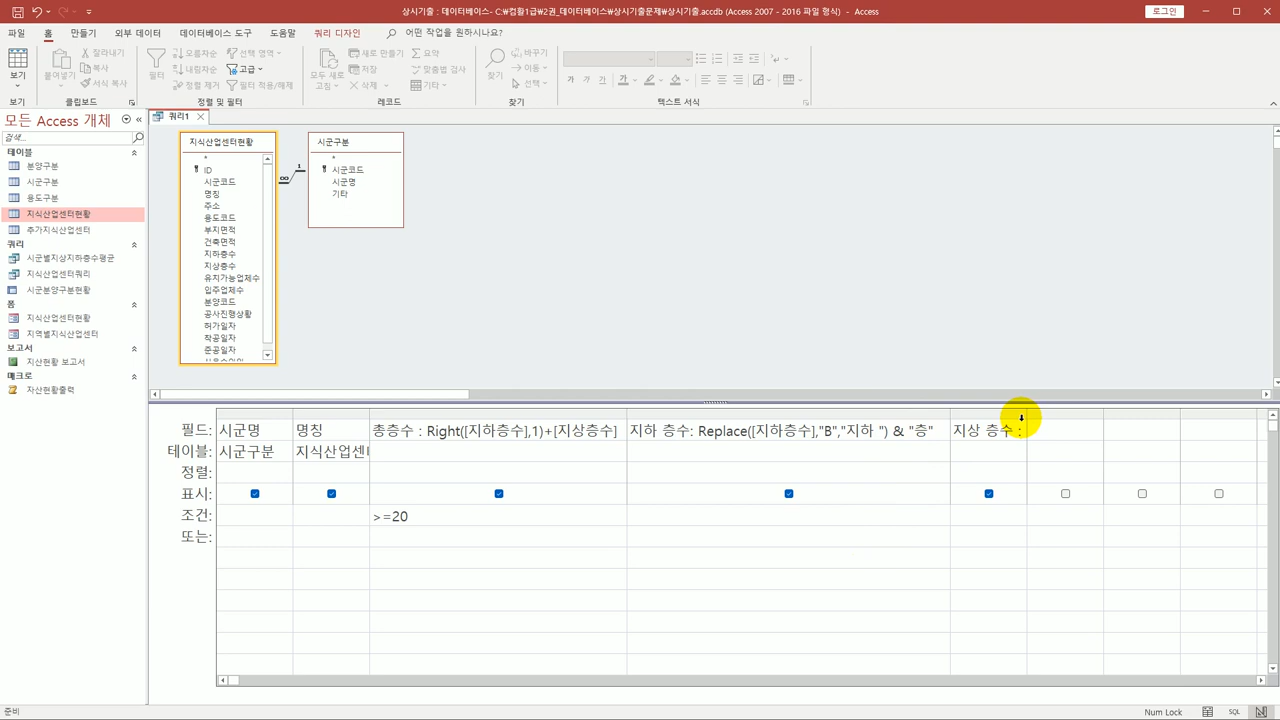 상시기술 : 데이터베이스- C:₩컴활1급₩2권_데이터베이스₩상시기출문제₩상시기출.accdb (Access 2007 - 2016 파일 형식) - Access
로그인
파일 홈 만들기 외부 데이터 데이터베이스 도구 도움말 쿼리 디자인 어떤 작업을 원하시나요?
보기 붙여넣기 잘라내기 복사 서식 복사
필터 오름차순 내림차순 정렬 제거 선택 영역 고급 필터 적용/해제
모두 새로 고침 새로 만들기 저장 삭제 요약 맞춤법 검사 기타
찾기 바꾸기 이동 선택
보기 클립보드 정렬 및 필터 레코드 찾기 텍스트 서식
모든 Access 개체
검색...
테이블
분양구분
시군구분
용도구분
지식산업센터현황
추가지식산업센터
쿼리
시군별지상지하층수평균
지식산업센터쿼리
시군분양구분현황
폼
지식산업센터현황
지역별지식산업센터
보고서
지산현황 보고서
매크로
자산현황출력
쿼리1
지식산업센터현황
*
ID
시군코드
명칭
주소
용도코드
부지면적
건축면적
지하층수
지상층수
유치가능업체수
입주업체수
분양코드
공사진행상황
허가일자
착공일자
준공일자
시군구분
*
시군코드
시군명
기타
∞ 1
필드: 시군명 명칭 총층수 : Right([지하층수],1)+[지상층수] 지하 층수: Replace([지하층수],"B","지하 ") & "층" 지상 층수 :
테이블: 시군구분 지식산업센터
정렬:
표시:
조건: >=20
또는:
준비
Num Lock
SQL